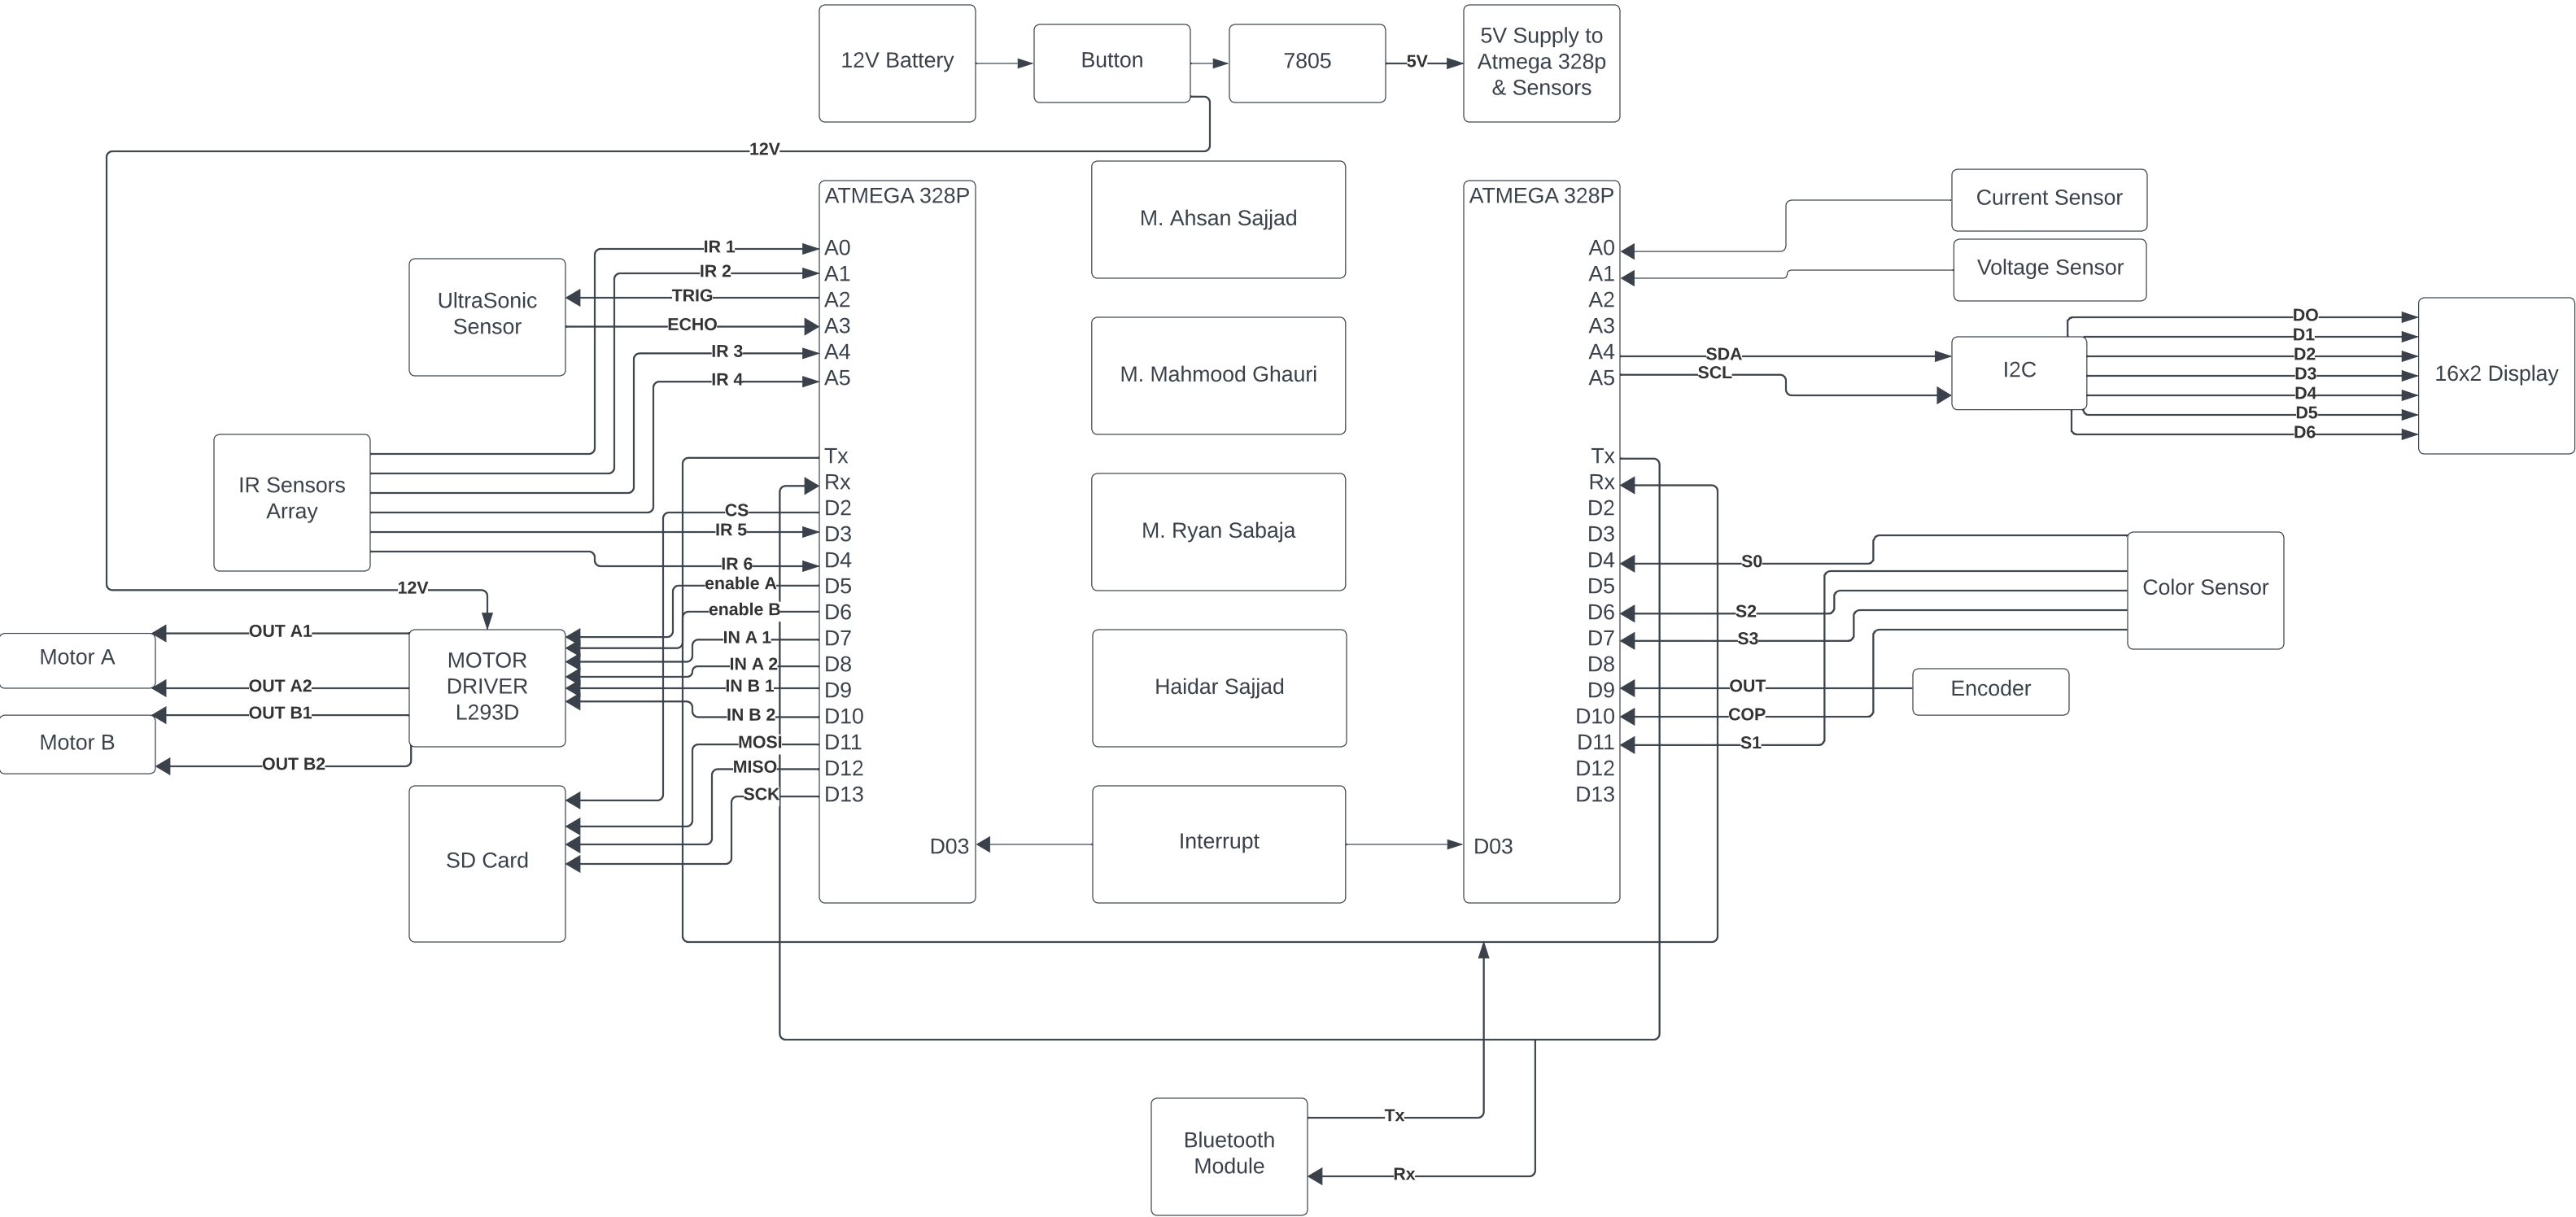 12V Battery
Button
7805
5V
5V Supply to
Atmega 328p
& Sensors
12V
ATMEGA 328P
A0
A1
A2
A3
A4
A5
Tx
Rx
D2
D3
D4
D5
D6
D7
D8
D9
D10
D11
D12
D13
D03
IR 1
IR 2
TRIG
ECHO
IR 3
IR 4
CS
IR 5
IR 6
enable A
enable B
IN A 1
IN A 2
IN B 1
IN B 2
MOSI
MISO
SCK
UltraSonic
Sensor
IR Sensors
Array
12V
MOTOR
DRIVER
L293D
OUT A1
OUT A2
OUT B1
OUT B2
Motor A
Motor B
SD Card
M. Ahsan Sajjad
M. Mahmood Ghauri
M. Ryan Sabaja
Haidar Sajjad
Interrupt
ATMEGA 328P
A0
A1
A2
A3
A4
A5
Tx
Rx
D2
D3
D4
D5
D6
D7
D8
D9
D10
D11
D12
D13
D03
Current Sensor
Voltage Sensor
SDA
SCL
I2C
DO
D1
D2
D3
D4
D5
D6
16x2 Display
S0
S2
S3
OUT
COP
S1
Color Sensor
Encoder
Tx
Rx
Bluetooth
Module